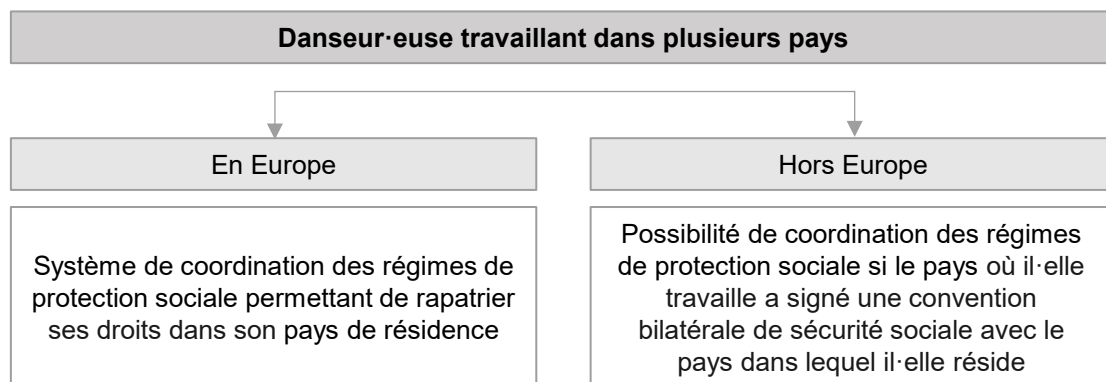 Danseur·euse travaillant dans plusieurs pays
En Europe
Hors Europe
Système de coordination des régimes de
protection sociale permettant de rapatrier
ses droits dans son pays de résidence
Possibilité de coordination des régimes
de protection sociale si le pays où il·elle
travaille a signé une convention
bilatérale de sécurité sociale avec le
pays dans lequel il·elle réside